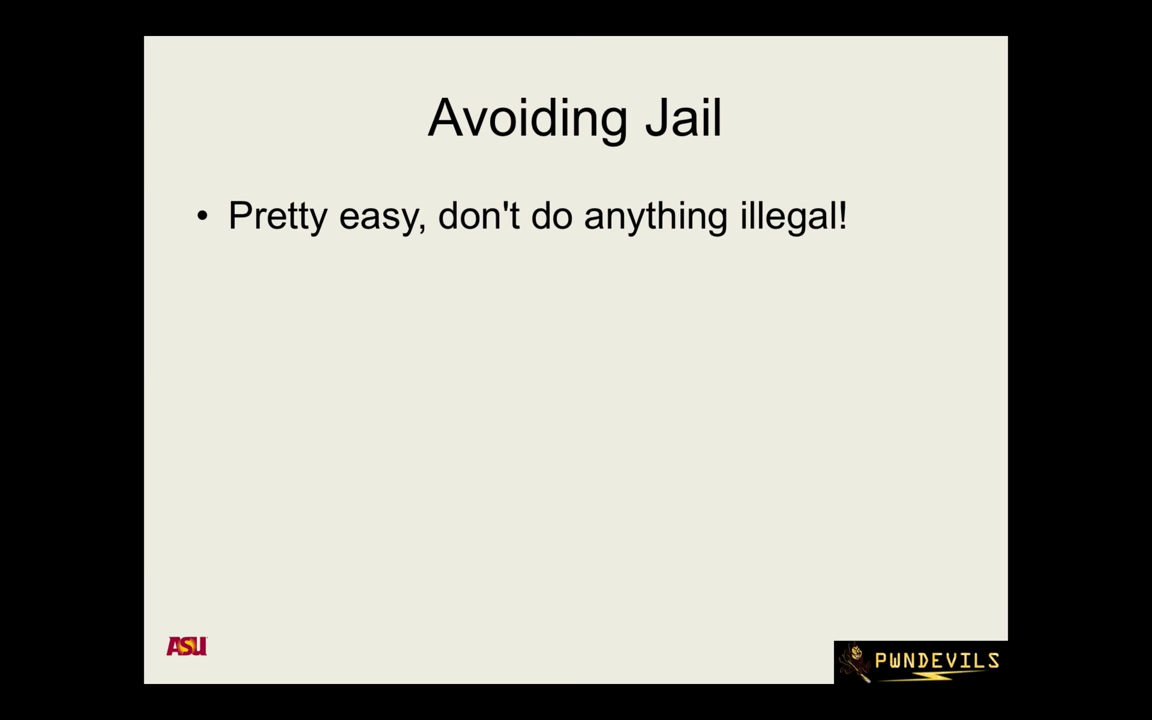 Avoiding Jail
• Pretty easy, don't do anything illegal!
ASU
PWNDEVILS